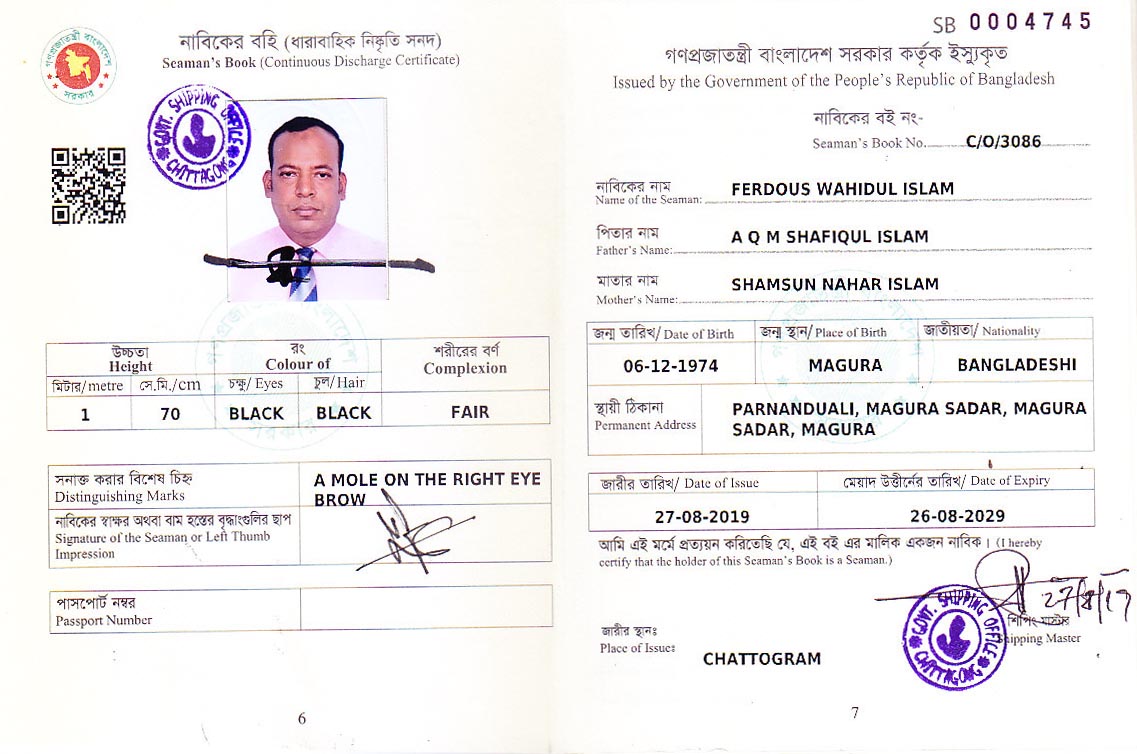 গণপ্রজাতন্ত্রী বাংলাদেশ
সরকার
নাবিকের বহি (ধারাবাহিক নিষ্কৃতি সনদ)
Seaman's Book (Continuous Discharge Certificate)
GOVT. SHIPPING OFFICE
CHATTAGONG
উচ্চতা
Height
রং
Colour of
শরীরের বর্ণ
Complexion
মিটার/ metre
সে.মি./cm
চক্ষু/ Eyes
চুল/Hair
1
70
BLACK
BLACK
FAIR
সনাক্ত করার বিশেষ চিহ্ন
Distinguishing Marks
A MOLE ON THE RIGHT EYE
BROW
নাবিকের স্বাক্ষর অথবা বাম হস্তের বৃদ্ধাংগুলির ছাপ
Signature of the Seaman or Left Thumb
Impression
পাসপোর্ট নম্বর
Passport Number
6
SB 0004745
গণপ্রজাতন্ত্রী বাংলাদেশ সরকার কর্তৃক ইস্যুকৃত
Issued by the Government of the People's Republic of Bangladesh
নাবিকের বই নং-
Seaman's Book No. C/O/3086
নাবিকের নাম
Name of the Seaman: FERDOUS WAHIDUL ISLAM
পিতার নাম
Father's Name: A Q M SHAFIQUL ISLAM
মাতার নাম
Mother's Name: SHAMSUN NAHAR ISLAM
জন্ম তারিখ/ Date of Birth
জন্ম স্থান/ Place of Birth
জাতীয়তা/ Nationality
06-12-1974
MAGURA
BANGLADESHI
স্থায়ী ঠিকানা
Permanent Address
PARNANDUALI, MAGURA SADAR, MAGURA
SADAR, MAGURA
জারীর তারিখ/ Date of Issue
মেয়াদ উত্তীর্নের তারিখ/ Date of Expiry
27-08-2019
26-08-2029
আমি এই মর্মে প্রত্যয়ন করিতেছি যে, এই বই এর মালিক একজন নাবিক। (I hereby
certify that the holder of this Seaman's Book is a Seaman.)
27/8/19
শিপিং মাস্টার
Shipping Master
GOVT. SHIPPING OFFICE
CHATTAGONG
জারীর স্থানঃ
Place of Issueঃ
CHATTOGRAM
7